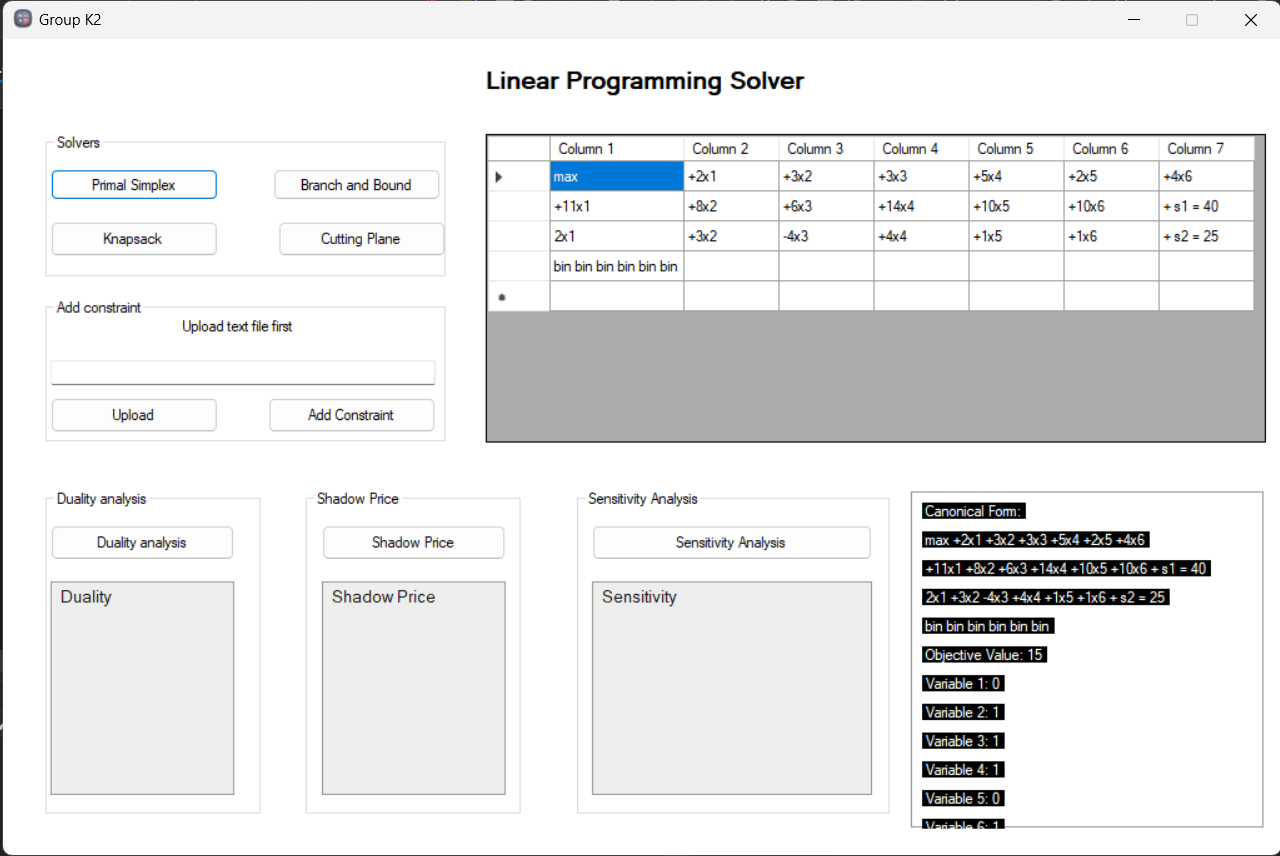 Group K2
Linear Programming Solver
Solvers
Primal Simplex
Branch and Bound
Knapsack
Cutting Plane
Column 1 Column 2 Column 3 Column 4 Column 5 Column 6 Column 7
max +2x1 +3x2 +3x3 +5x4 +2x5 +4x6
+11x1 +8x2 +6x3 +14x4 +10x5 +10x6 + s1 = 40
2x1 +3x2 -4x3 +4x4 +1x5 +1x6 + s2 = 25
bin bin bin bin bin bin
*
Add constraint
Upload text file first
Upload
Add Constraint
Duality analysis
Duality analysis
Duality
Shadow Price
Shadow Price
Shadow Price
Sensitivity Analysis
Sensitivity Analysis
Sensitivity
Canonical Form:
max +2x1 +3x2 +3x3 +5x4 +2x5 +4x6
+11x1 +8x2 +6x3 +14x4 +10x5 +10x6 + s1 = 40
2x1 +3x2 -4x3 +4x4 +1x5 +1x6 + s2 = 25
bin bin bin bin bin bin
Objective Value: 15
Variable 1: 0
Variable 2: 1
Variable 3: 1
Variable 4: 1
Variable 5: 0
Variable 6: 1